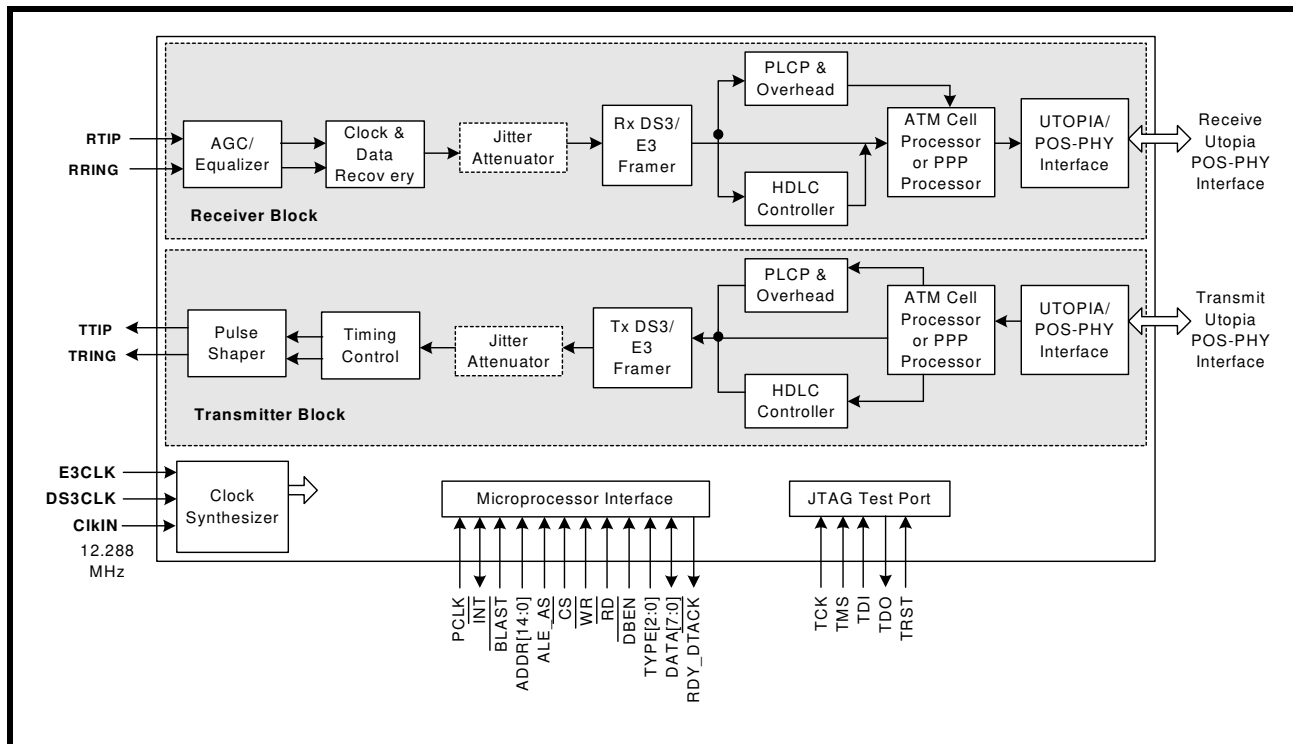 PLCP &
Overhead
RTIP
RRING
AGC/
Equalizer
Clock &
Data
Recovery
Jitter
Attenuator
Rx DS3/
E3
Framer
HDLC
Controller
ATM Cell
Processor
or PPP
Processor
UTOPIA/
POS-PHY
Interface
Receive
Utopia
POS-PHY
Interface
Receiver Block
PLCP &
Overhead
TTIP
TRING
Pulse
Shaper
Timing
Control
Jitter
Attenuator
Tx DS3/
E3
Framer
HDLC
Controller
ATM Cell
Processor
or PPP
Processor
UTOPIA/
POS-PHY
Interface
Transmit
Utopia
POS-PHY
Interface
Transmitter Block
E3CLK
DS3CLK
ClkIN
12.288
MHz
Clock
Synthesizer
Microprocessor Interface
PCLK
INT
BLAST
ADDR[14:0]
ALE_AS
CS
WR
RD
DBEN
TYPE[2:0]
DATA[7:0]
RDY_DTACK
JTAG Test Port
TCK
TMS
TDI
TDO
TRST